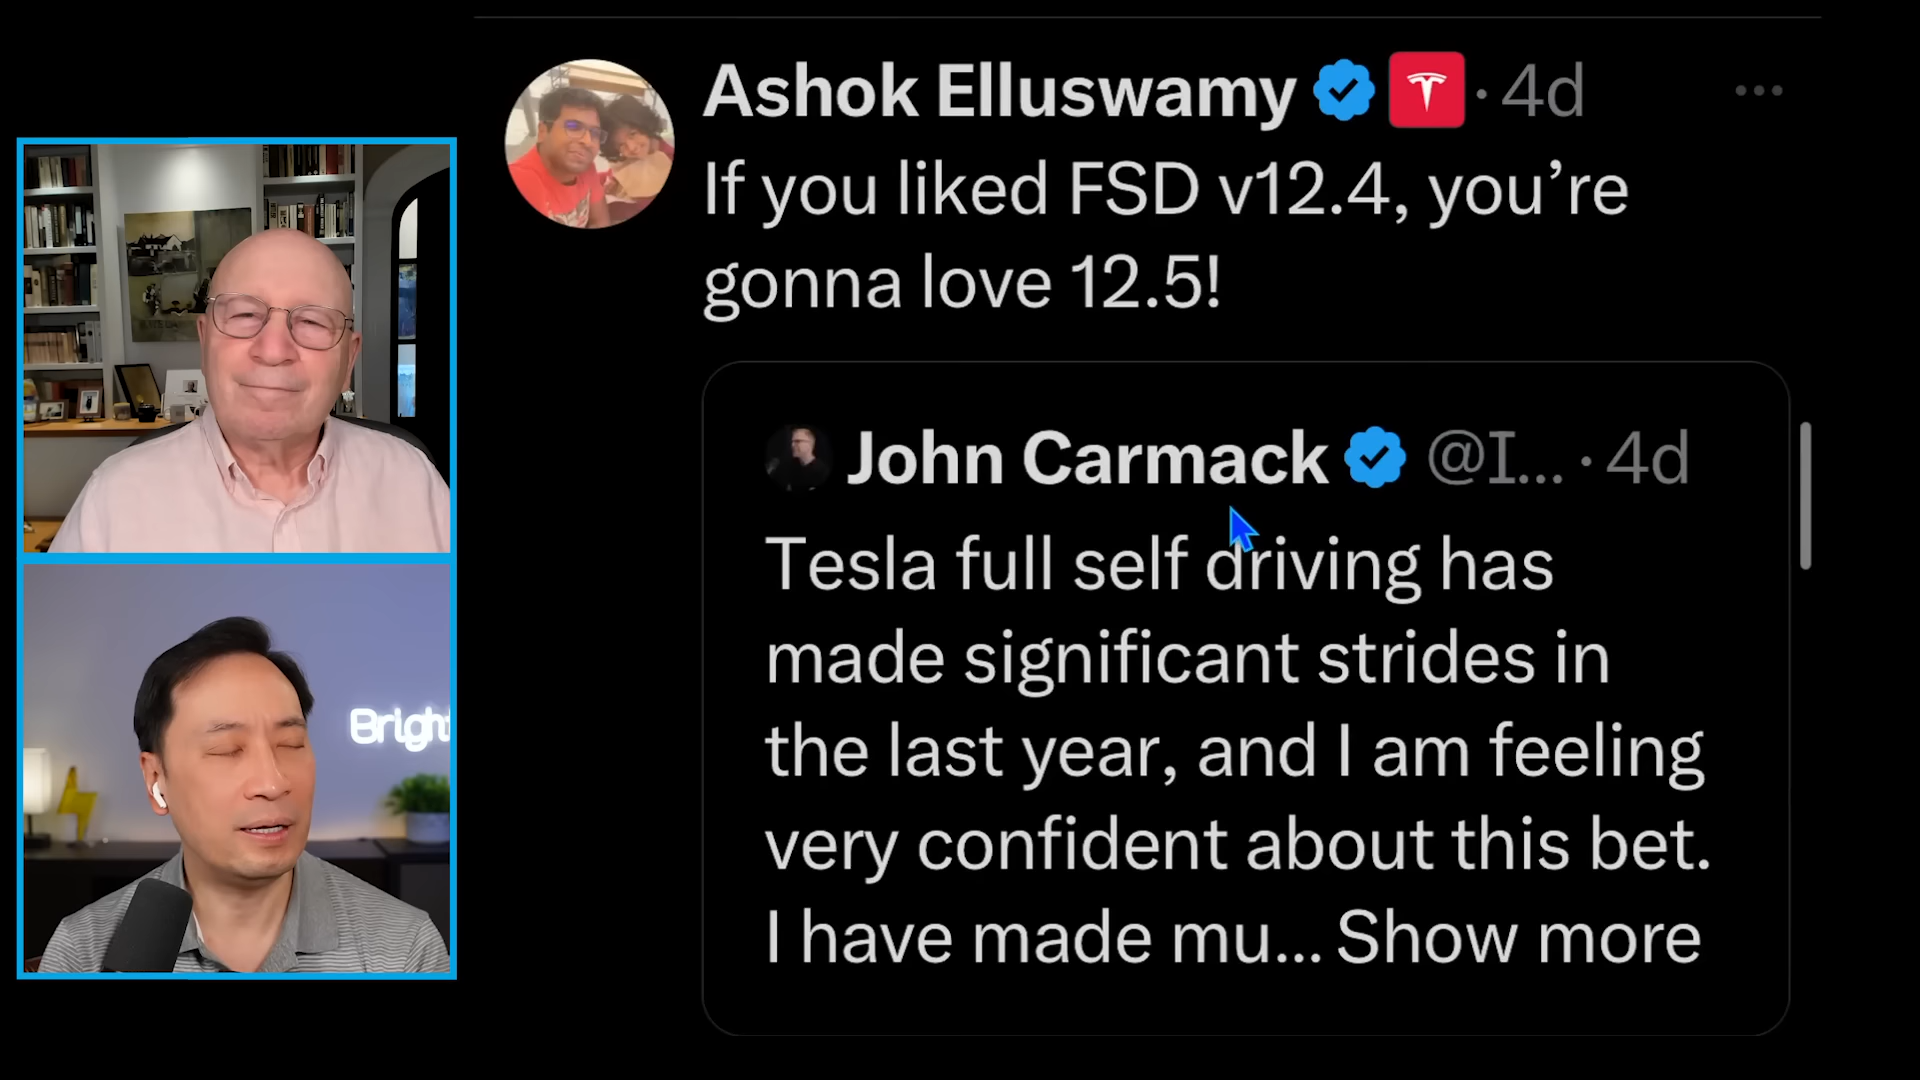 Ashok Elluswamy · 4d
If you liked FSD v12.4, you’re
gonna love 12.5!
John Carmack @I... · 4d
Tesla full self driving has
made significant strides in
the last year, and I am feeling
very confident about this bet.
I have made mu... Show more
Bright